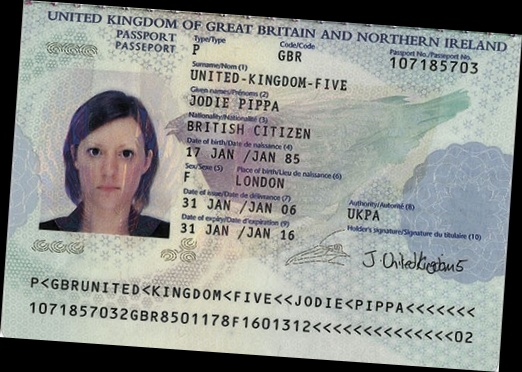 UNITED KINGDOM OF GREAT BRITAIN AND NORTHERN IRELAND
PASSPORT
PASSEPORT
Type/Type
P
Code/Code
GBR
Passport No./Passeport No.
107185703
Surname/Nom (1)
UNITED-KINGDOM-FIVE
Given names/Prénoms (2)
JODIE PIPPA
Nationality/Nationalité (3)
BRITISH CITIZEN
Date of birth/Date de naissance (4)
17 JAN /JAN 85
Sex/Sexe (5) Place of birth/Lieu de naissance (6)
F LONDON
Date of issue/Date de délivrance (7)
31 JAN /JAN 06
Authority/Autorité (8)
UKPA
Date of expiry/Date d'expiration (9)
31 JAN /JAN 16
Holder's signature/Signature du titulaire (10)
J.UnitedKingdom5
P<GBRUNITED<KINGDOM<FIVE<<JODIE<PIPPA<<<<<<<
1071857032GBR8501178F1601312<<<<<<<<<<<<<<02